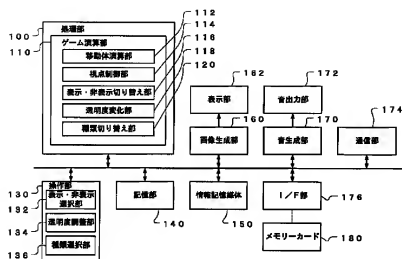 100
処理部
110
ゲーム演算部
移動体演算部
視点制御部
表示・非表示切り替え部
透明度変化部
種類切り替え部
112
114
116
118
120
162
表示部
172
音出力部
174
160
画像生成部
170
音生成部
通信部
130
操作部
132
表示・非表示
選択部
134
透明度調整部
136
種類選択部
記憶部
140
情報記憶媒体
150
I/F部
176
メモリーカード
180